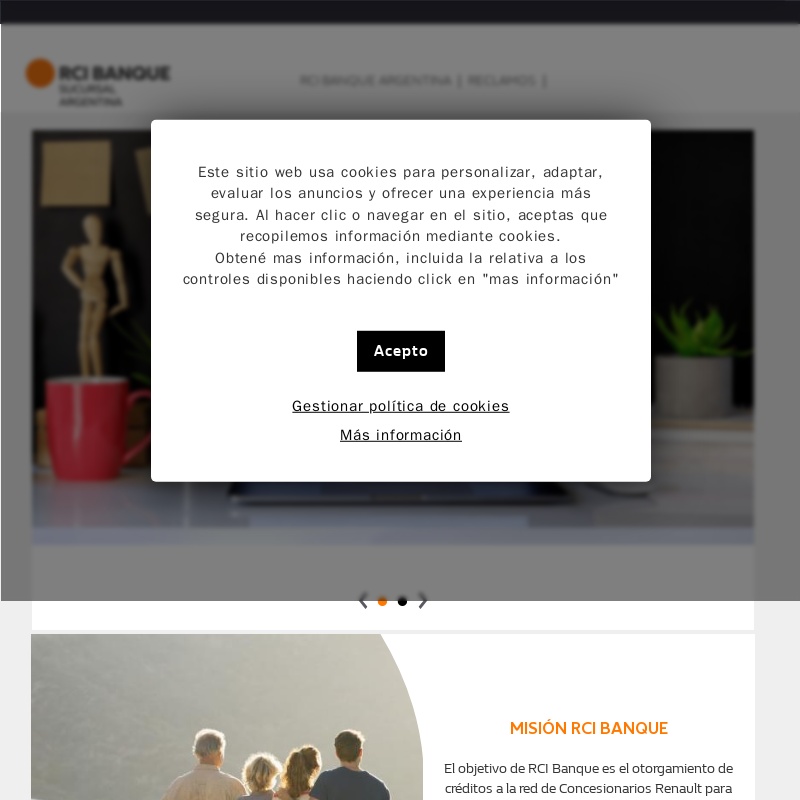 RCI BANQUE
SUCURSAL
ARGENTINA
RCI BANQUE ARGENTINA | RECLAMOS |
Este sitio web usa cookies para personalizar, adaptar,
evaluar los anuncios y ofrecer una experiencia más
segura. Al hacer clic o navegar en el sitio, aceptas que
recopilemos información mediante cookies.
Obtené mas información, incluida la relativa a los
controles disponibles haciendo click en "mas información"
Acepto
Gestionar política de cookies
Más información
MISIÓN RCI BANQUE
El objetivo de RCI Banque es el otorgamiento de
créditos a la red de Concesionarios Renault para